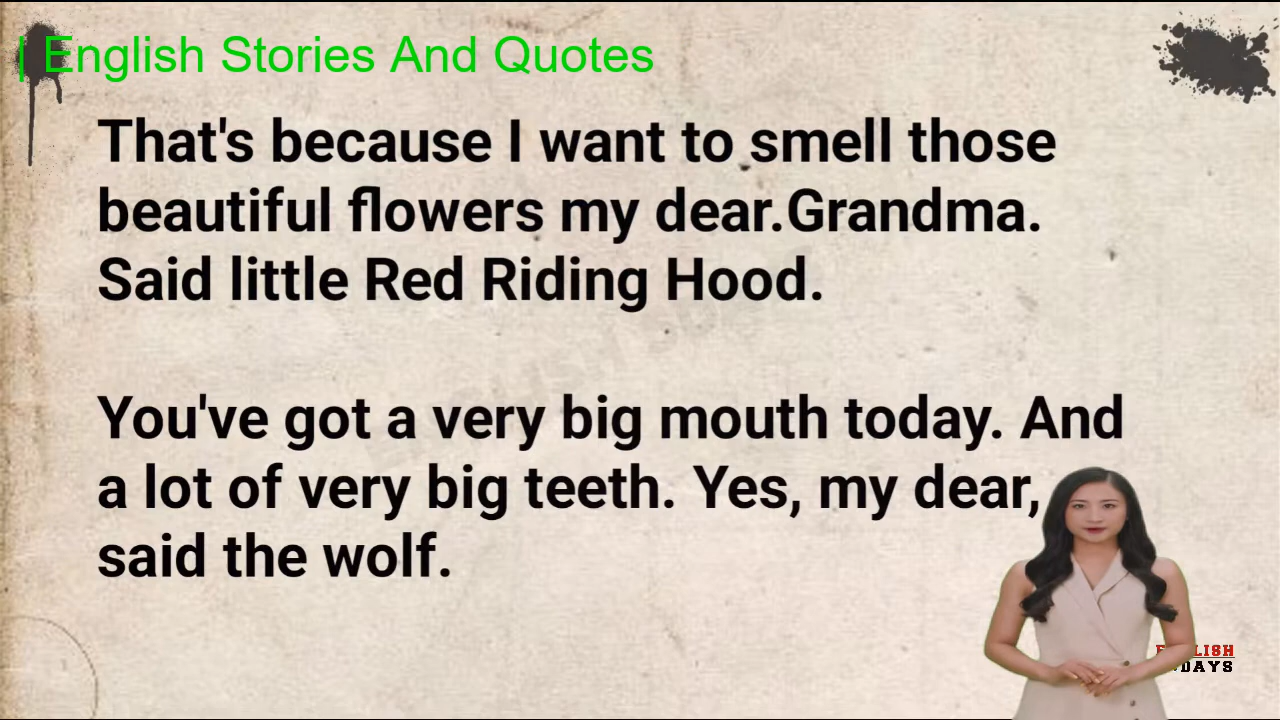 | English Stories And Quotes
That's because I want to smell those
beautiful flowers my dear.Grandma.
Said little Red Riding Hood.
You've got a very big mouth today. And
a lot of very big teeth. Yes, my dear,
said the wolf.